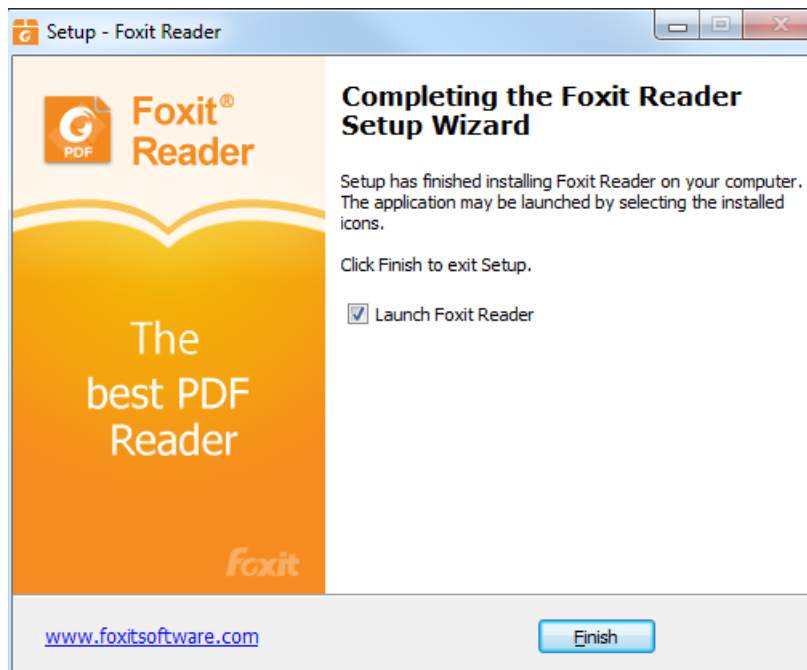 Setup - Foxit Reader
PDF
Foxit®
Reader
The
best PDF
Reader
foxit
Completing the Foxit Reader
Setup Wizard
Setup has finished installing Foxit Reader on your computer.
The application may be launched by selecting the installed
icons.
Click Finish to exit Setup.
Launch Foxit Reader
www.foxitsoftware.com
Finish